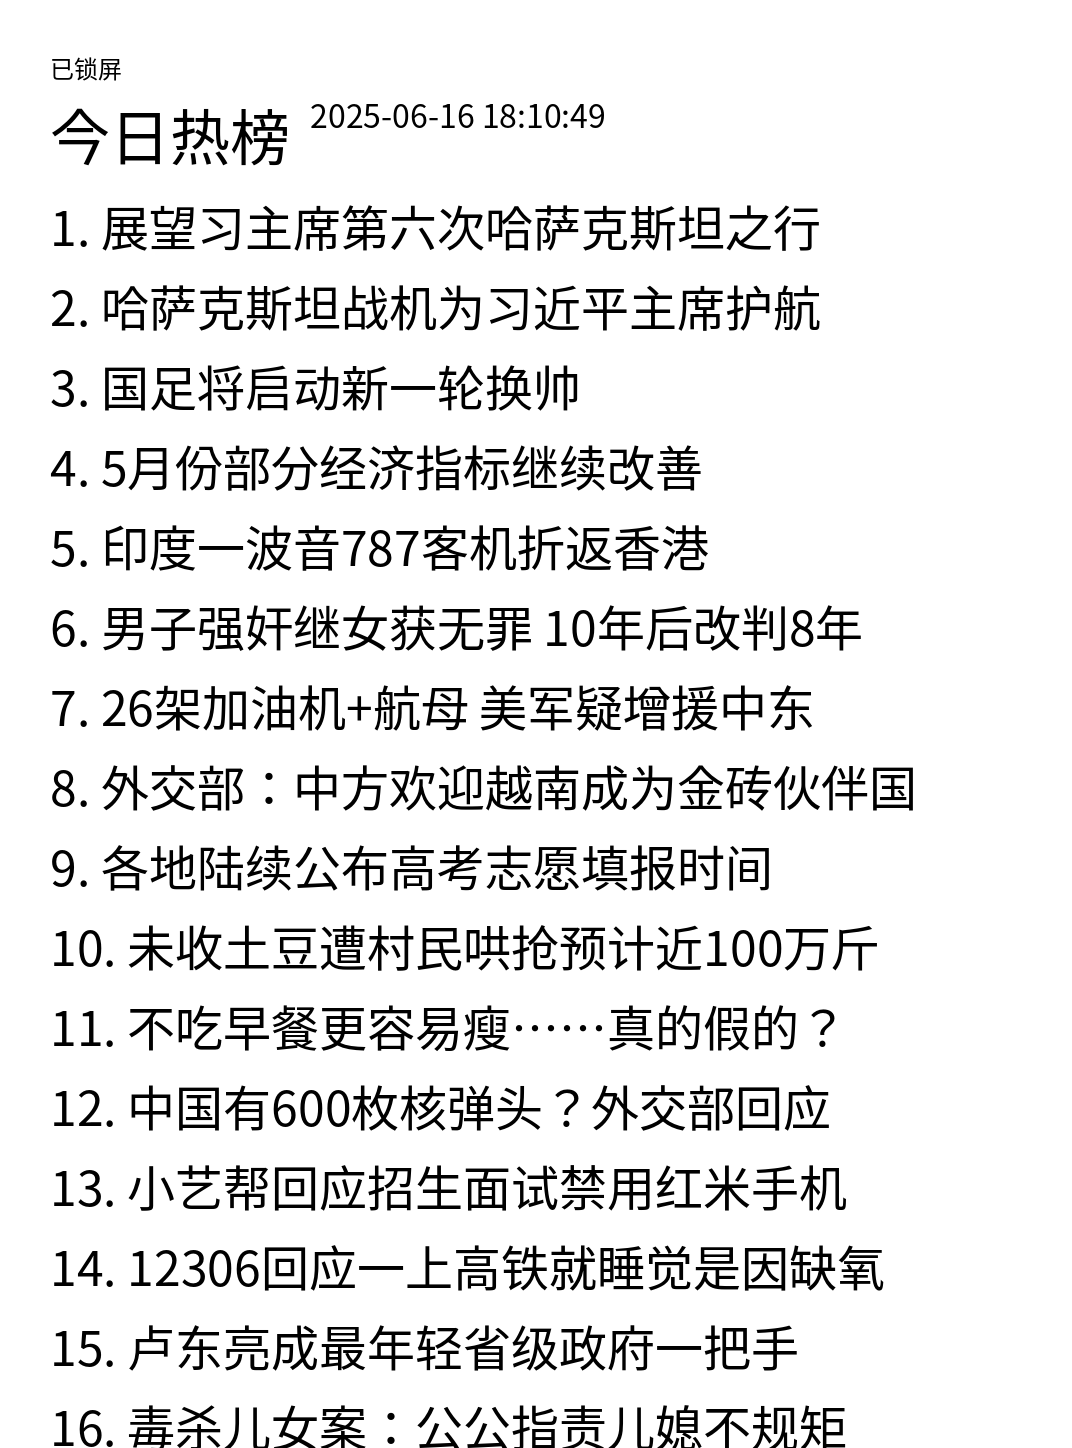 已锁屏
今日热榜 2025-06-16 18:10:49
1. 展望习主席第六次哈萨克斯坦之行
2. 哈萨克斯坦战机为习近平主席护航
3. 国足将启动新一轮换帅
4. 5月份部分经济指标继续改善
5. 印度一波音787客机折返香港
6. 男子强奸继女获无罪 10年后改判8年
7. 26架加油机+航母 美军疑增援中东
8. 外交部：中方欢迎越南成为金砖伙伴国
9. 各地陆续公布高考志愿填报时间
10. 未收土豆遭村民哄抢预计近100万斤
11. 不吃早餐更容易瘦……真的假的？
12. 中国有600枚核弹头？外交部回应
13. 小艺帮回应招生面试禁用红米手机
14. 12306回应一上高铁就睡觉是因缺氧
15. 卢东亮成最年轻省级政府一把手
16. 毒杀儿女案：公公指责儿媳不规矩